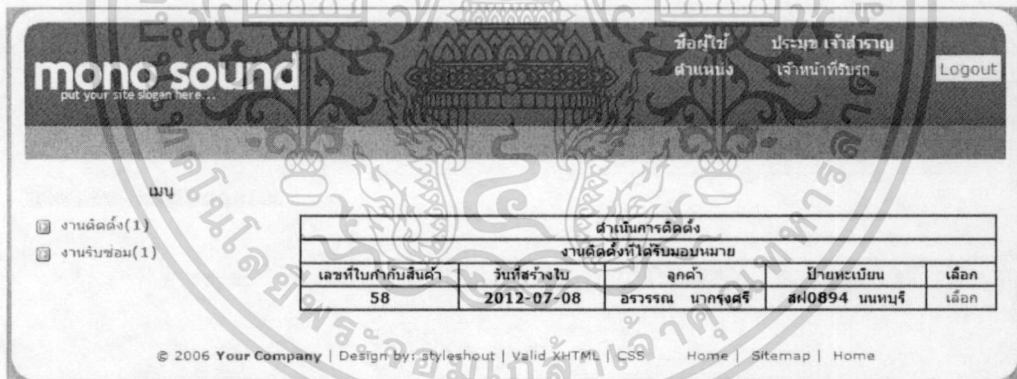 ชื่อผู้ใช้ ประมุข เจ้าสำราญ
mono sound
ตำแหน่ง เจ้าหน้าที่รับรถ
Logout
put your site slogan here...
เมนู
งานติดตั้ง(1)
งานรับซ่อม(1)
ดำเนินการติดตั้ง
งานติดตั้งที่ได้รับมอบหมาย
เลขที่ใบกำกับสินค้า วันที่สร้างใบ ลูกค้า ป้ายทะเบียน เลือก
58 2012-07-08 อรวรรณ นากรุงศรี สฝ0894 นนทบุรี เลือก
© 2006 Your Company | Design by: styleshout | Valid XHTML | CSS Home | Sitemap | Home